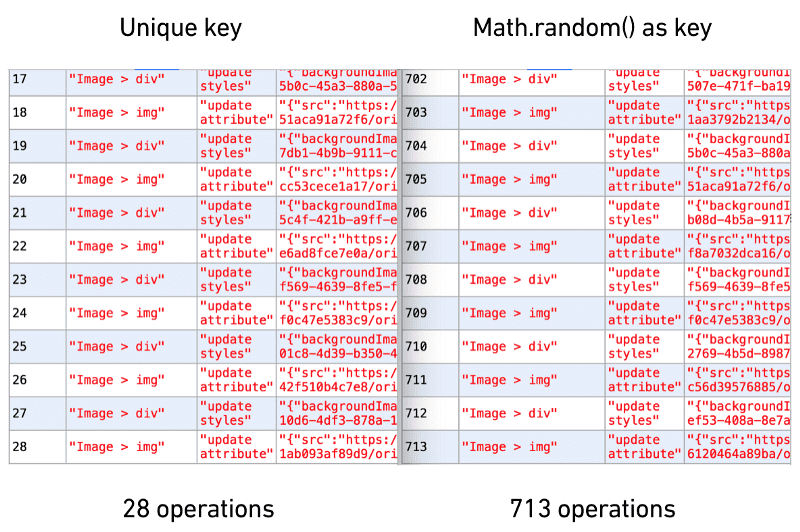 Unique key
Math.random() as key
17 "Image > div" "update styles" "{"backgroundIma 5b0c-45a3-880a-5
18 "Image > img" "update attribute" "{"src":"https:/ 51aca91a72f6/ori
19 "Image > div" "update styles" "{"backgroundIma 7db1-4b9b-9111-c
20 "Image > img" "update attribute" "{"src":"https:/ cc53cece1a17/ori
21 "Image > div" "update styles" "{"backgroundIma 5c4f-421b-a9ff-e
22 "Image > img" "update attribute" "{"src":"https:/ e6ad8fce7e0a/ori
23 "Image > div" "update styles" "{"backgroundIma f569-4639-8fe5-f
24 "Image > img" "update attribute" "{"src":"https:/ f0c47e5383c9/ori
25 "Image > div" "update styles" "{"backgroundIma 01c8-4d39-b350-4
26 "Image > img" "update attribute" "{"src":"https:/ 42f510b4c7e8/ori
27 "Image > div" "update styles" "{"backgroundIma 10d6-4df3-878a-1
28 "Image > img" "update attribute" "{"src":"https:/ 1ab093af89d9/ori
702 "Image > div" "update styles" "{"backgroundI 507e-471f-ba19
703 "Image > img" "update attribute" "{"src":"https 1aa3792b2134/o
704 "Image > div" "update styles" "{"backgroundI 5b0c-45a3-880a
705 "Image > img" "update attribute" "{"src":"https 51aca91a72f6/o
706 "Image > div" "update styles" "{"backgroundI b08d-4b5a-9117
707 "Image > img" "update attribute" "{"src":"https f8a7032dca16/o
708 "Image > div" "update styles" "{"backgroundI f569-4639-8fe5
709 "Image > img" "update attribute" "{"src":"https f0c47e5383c9/o
710 "Image > div" "update styles" "{"backgroundI 2769-4b5d-8987
711 "Image > img" "update attribute" "{"src":"https c56d39576885/o
712 "Image > div" "update styles" "{"backgroundI ef53-408a-8e7a
713 "Image > img" "update attribute" "{"src":"https 6120464a89ba/o
28 operations
713 operations